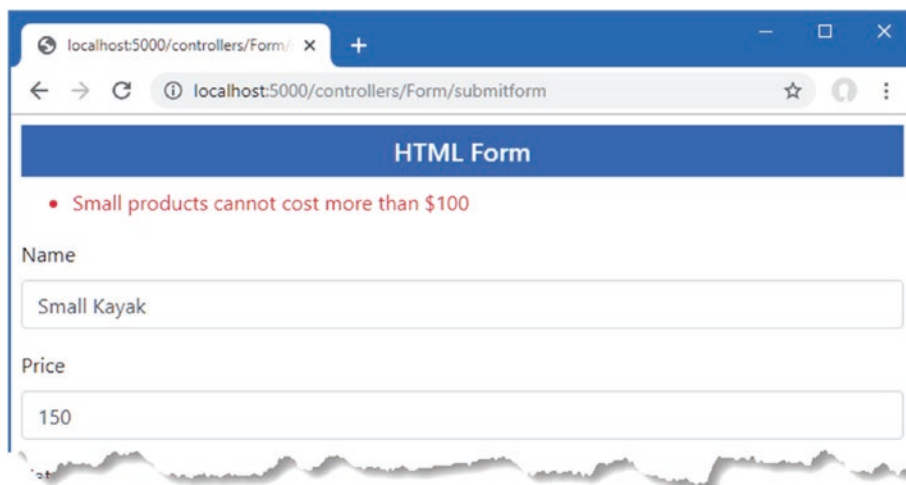 localhost:5000/controllers/Form/
localhost:5000/controllers/Form/submitform
HTML Form
• Small products cannot cost more than $100
Name
Small Kayak
Price
150